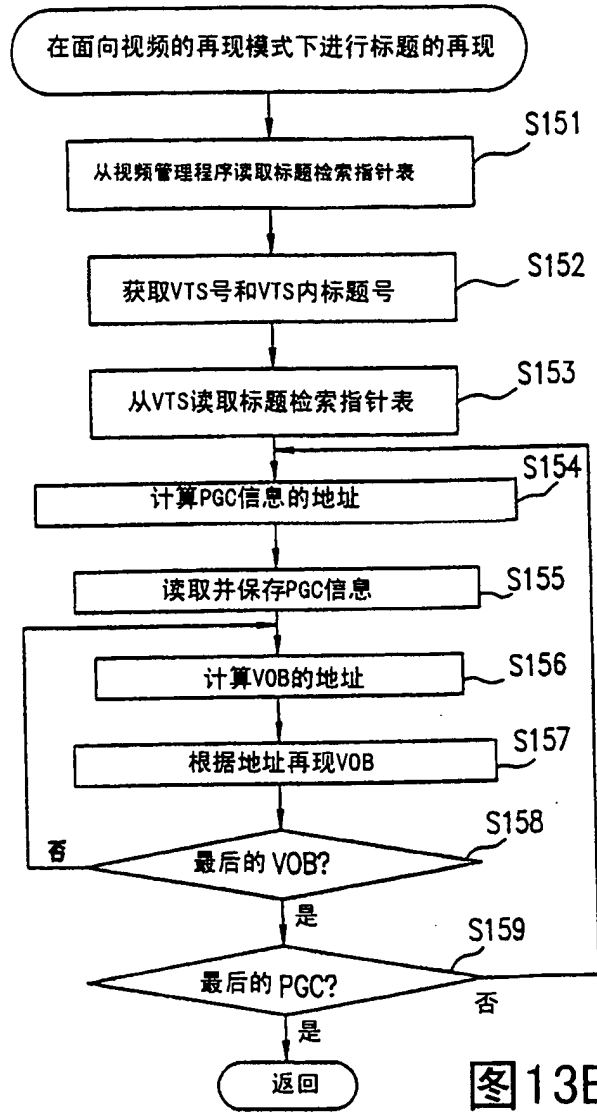 在面向视频的再现模式下进行标题的再现
S151
从视频管理程序读取标题检索指针表
S152
获取VTS号和VTS内标题号
S153
从VTS读取标题检索指针表
S154
计算PGC信息的地址
S155
读取并保存PGC信息
S156
计算VOB的地址
S157
根据地址再现VOB
S158
否
最后的VOB?
是
S159
最后的PGC?
否
是
返回
图13B